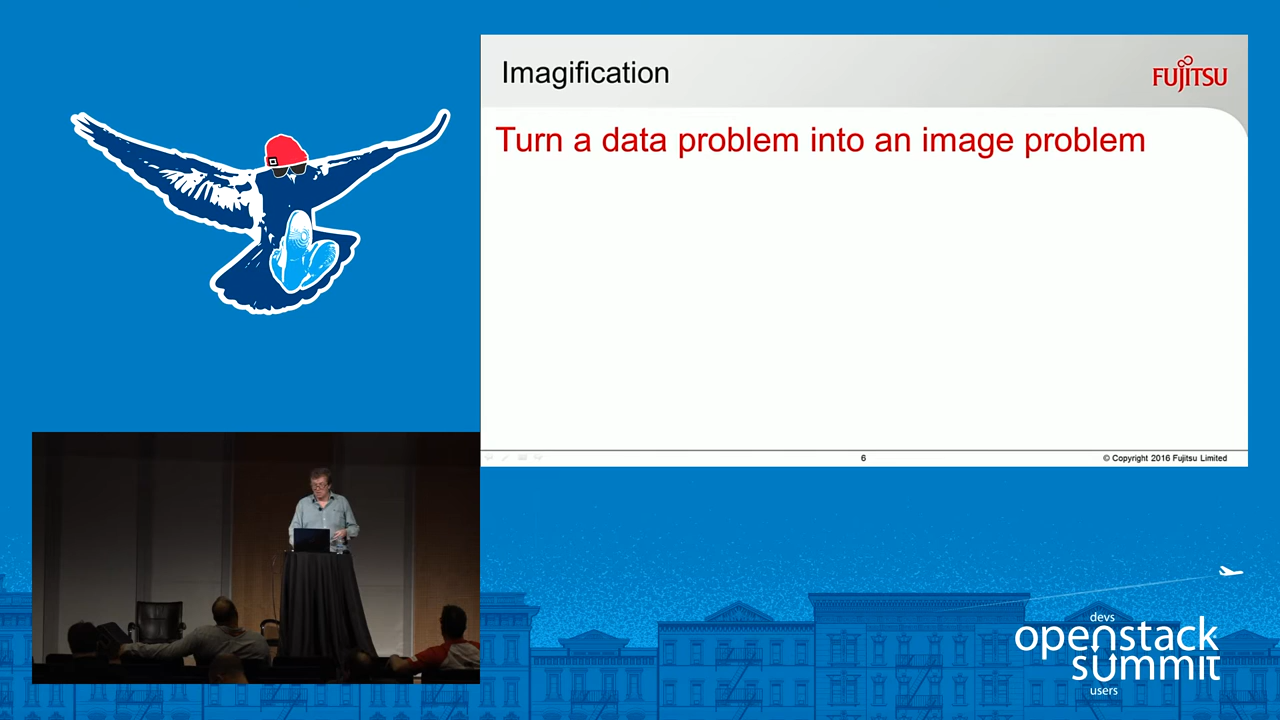 Imagification
FUJITSU
Turn a data problem into an image problem
6
© Copyright 2016 Fujitsu Limited
devs
openstack
summit
users